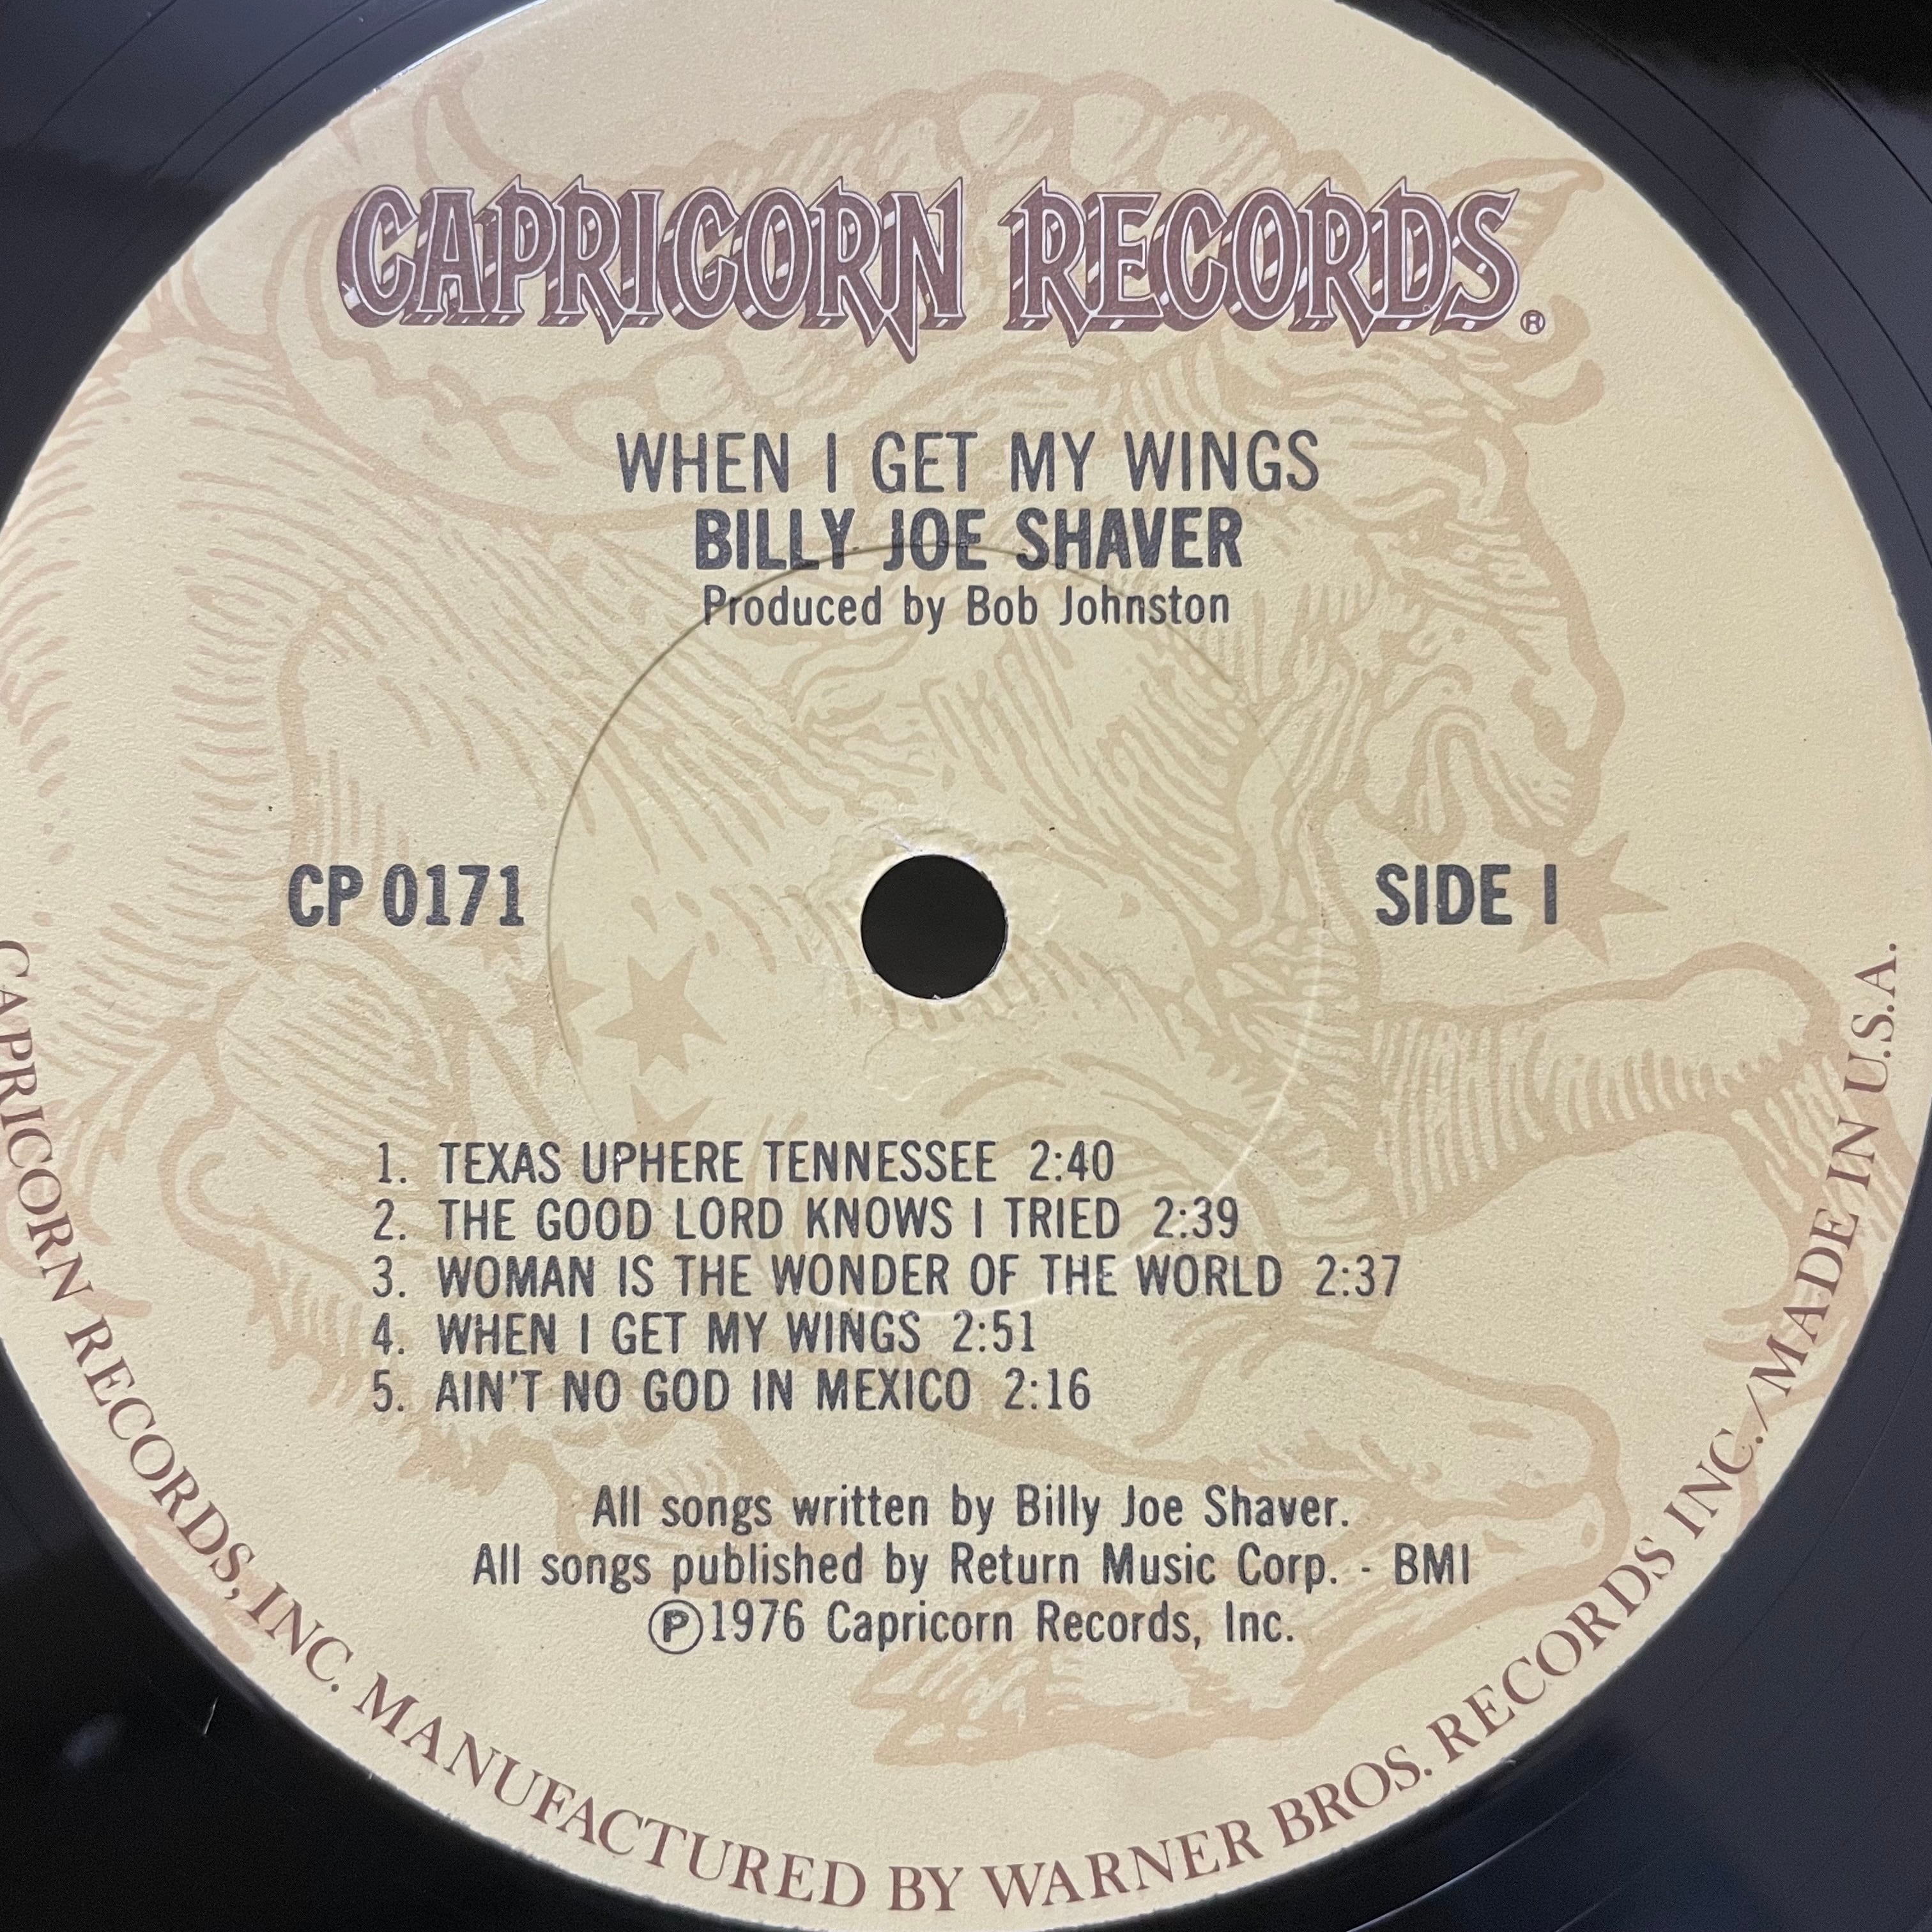 CAPRICORN RECORDS®
WHEN I GET MY WINGS
BILLY JOE SHAVER
Produced by Bob Johnston
CP 0171
SIDE 1
1. TEXAS UPHERE TENNESSEE 2:40
2. THE GOOD LORD KNOWS I TRIED 2:39
3. WOMAN IS THE WONDER OF THE WORLD 2:37
4. WHEN I GET MY WINGS 2:51
5. AIN'T NO GOD IN MEXICO 2:16
All songs written by Billy Joe Shaver.
All songs published by Return Music Corp. - BMI
Ⓟ1976 Capricorn Records, Inc.
CAPRICORN RECORDS, INC. MANUFACTURED BY WARNER BROS. RECORDS INC./MADE IN U.S.A.